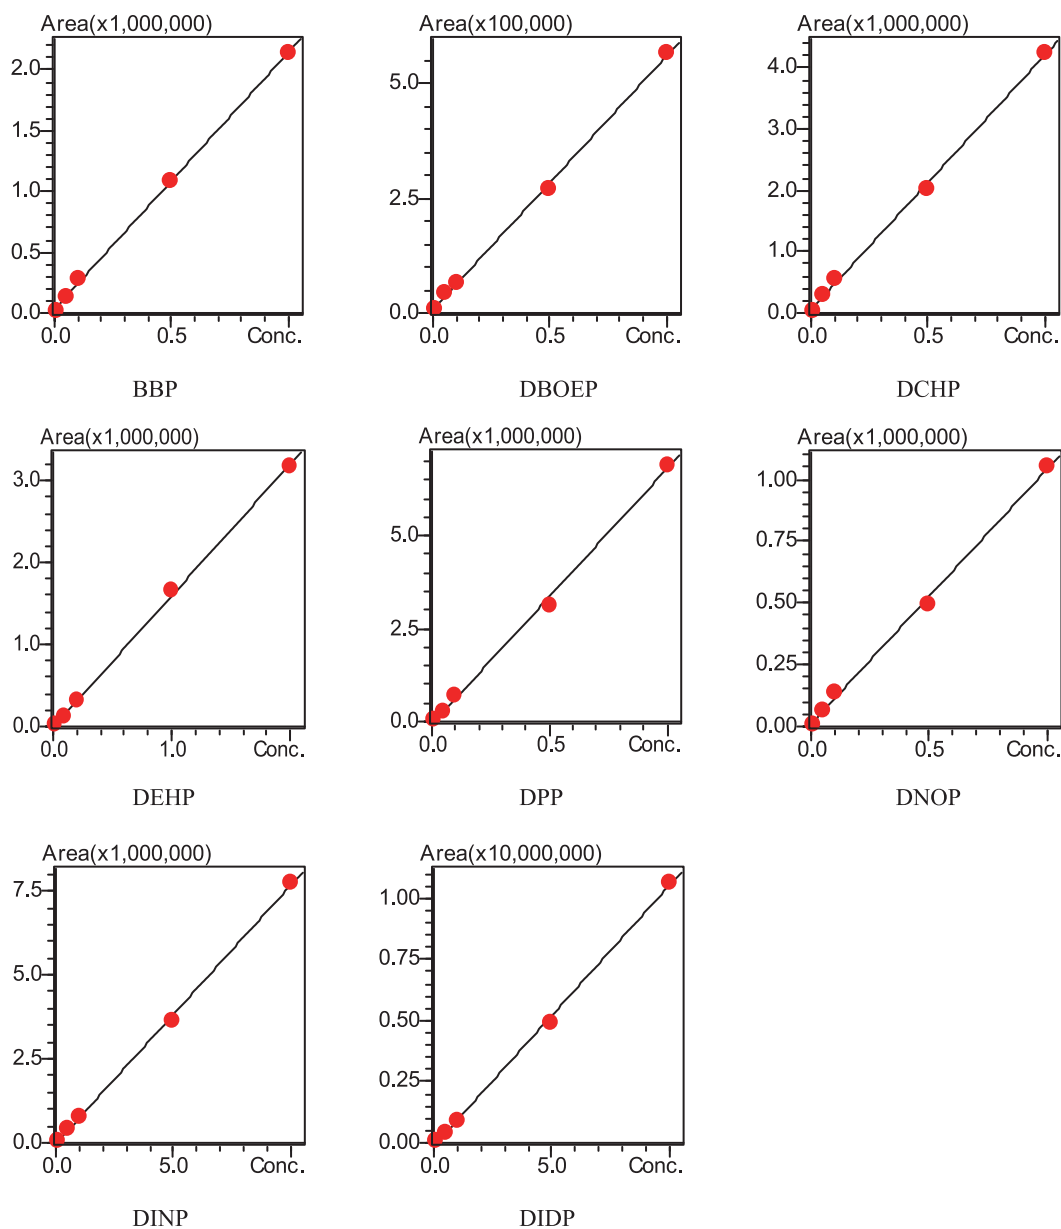 Area(x1,000,000)
2.0
1.5
1.0
0.5
0.0
0.0 0.5 Conc.
BBP
Area(x100,000)
5.0
2.5
0.0
0.0 0.5 Conc.
DBOEP
Area(x1,000,000)
4.0
3.0
2.0
1.0
0.0
0.0 0.5 Conc.
DCHP
Area(x1,000,000)
3.0
2.0
1.0
0.0
0.0 1.0 Conc.
DEHP
Area(x1,000,000)
5.0
2.5
0.0
0.0 0.5 Conc.
DPP
Area(x1,000,000)
1.00
0.75
0.50
0.25
0.00
0.0 0.5 Conc.
DNOP
Area(x1,000,000)
7.5
5.0
2.5
0.0
0.0 5.0 Conc.
DINP
Area(x10,000,000)
1.00
0.75
0.50
0.25
0.00
0.0 5.0 Conc.
DIDP